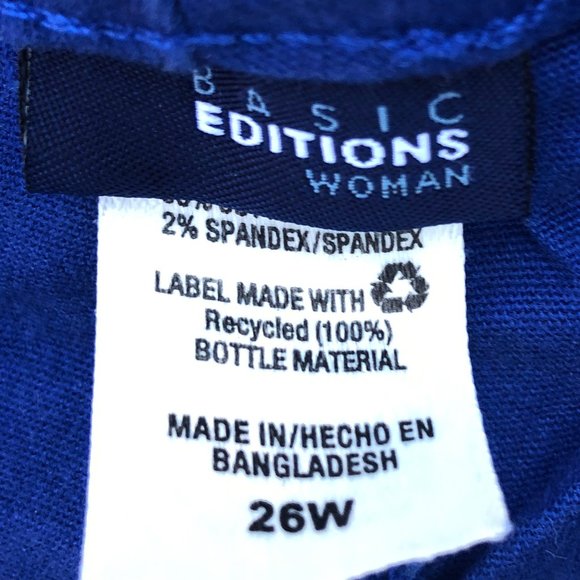 BASIC
EDITIONS
WOMAN
2% SPANDEX/SPANDEX
LABEL MADE WITH
Recycled (100%)
BOTTLE MATERIAL
MADE IN/HECHO EN
BANGLADESH
26W